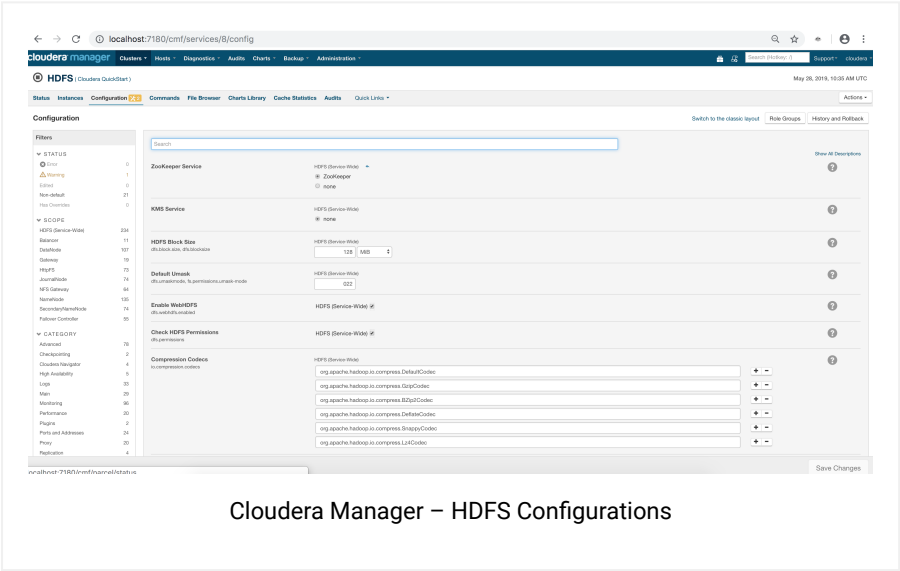 localhost:7180/cmf/services/8/config
cloudera manager Clusters Hosts Diagnostics Audits Charts Backup Administration Search (Hotkey: /) Support cloudera
HDFS (Cloudera QuickStart)
May 28, 2019, 10:35 AM UTC
Status Instances Configuration Commands File Browser Charts Library Cache Statistics Audits Quick Links Actions
Configuration Switch to the classic layout Role Groups History and Rollback
Filters
Search
STATUS
Show All Descriptions
Error 0
Warning 1
Edited 0
Non-default 21
Has Overrides 0
SCOPE
HDFS (Service-Wide) 234
Balancer 11
DataNode 107
Gateway 19
HttpFS 73
JournalNode 74
NFS Gateway 64
NameNode 135
SecondaryNameNode 74
Failover Controller 55
CATEGORY
Advanced 78
Checkpointing 2
Cloudera Navigator 4
High Availability 5
Logs 33
Main 29
Monitoring 96
Performance 20
Plugins 2
Ports and Addresses 24
Proxy 20
Replication 4
ZooKeeper Service HDFS (Service-Wide)
ZooKeeper
none
KMS Service HDFS (Service-Wide)
none
HDFS Block Size HDFS (Service-Wide)
dfs.block.size, dfs.blocksize 128 MiB
Default Umask HDFS (Service-Wide)
dfs.umaskmode, fs.permissions.umask-mode 022
Enable WebHDFS HDFS (Service-Wide)
dfs.webhdfs.enabled
Check HDFS Permissions HDFS (Service-Wide)
dfs.permissions
Compression Codecs HDFS (Service-Wide)
io.compression.codecs
org.apache.hadoop.io.compress.DefaultCodec
org.apache.hadoop.io.compress.GzipCodec
org.apache.hadoop.io.compress.BZip2Codec
org.apache.hadoop.io.compress.DeflateCodec
org.apache.hadoop.io.compress.SnappyCodec
org.apache.hadoop.io.compress.Lz4Codec
Save Changes
ocalhost:7180/cmf/parcel/status
Cloudera Manager – HDFS Configurations